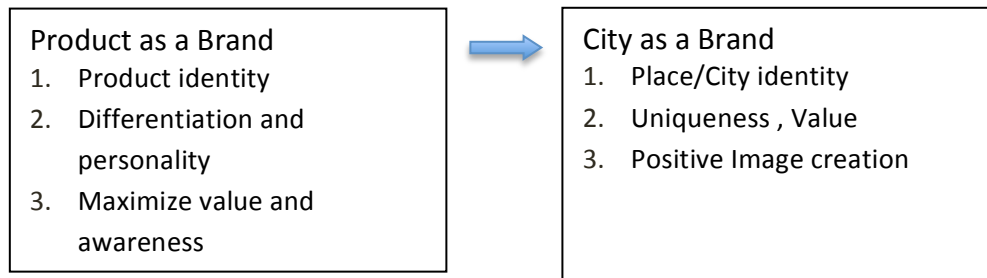 Product as a Brand
1. Product identity
2. Differentiation and
personality
3. Maximize value and
awareness
City as a Brand
1. Place/City identity
2. Uniqueness , Value
3. Positive Image creation